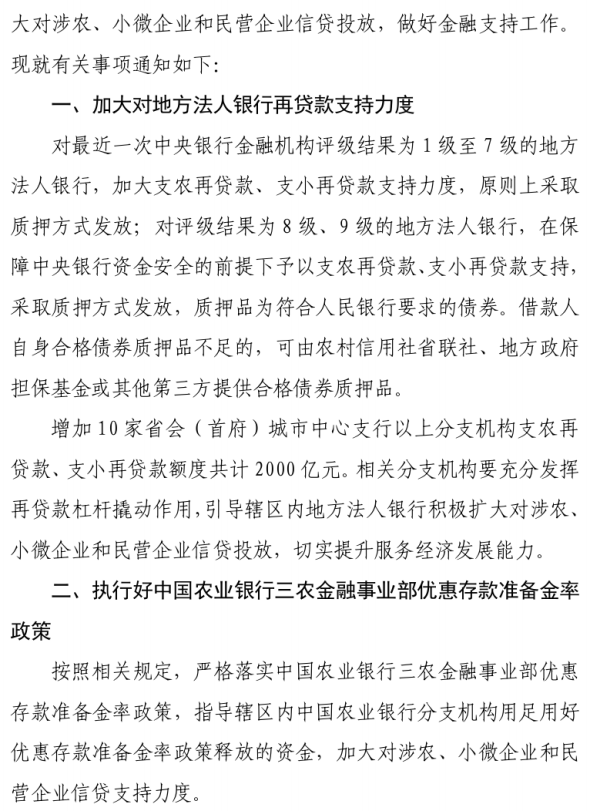 大对涉农、小微企业和民营企业信贷投放，做好金融支持工作。
现就有关事项通知如下：
一、加大对地方法人银行再贷款支持力度
对最近一次中央银行金融机构评级结果为 1 级至 7 级的地方
法人银行，加大支农再贷款、支小再贷款支持力度，原则上采取
质押方式发放；对评级结果为 8 级、9 级的地方法人银行，在保
障中央银行资金安全的前提下予以支农再贷款、支小再贷款支持，
采取质押方式发放，质押品为符合人民银行要求的债券。借款人
自身合格债券质押品不足的，可由农村信用社省联社、地方政府
担保基金或其他第三方提供合格债券质押品。
增加 10 家省会（首府）城市中心支行以上分支机构支农再
贷款、支小再贷款额度共计 2000 亿元。相关分支机构要充分发挥
再贷款杠杆撬动作用，引导辖区内地方法人银行积极扩大对涉农、
小微企业和民营企业信贷投放，切实提升服务经济发展能力。
二、执行好中国农业银行三农金融事业部优惠存款准备金率
政策
按照相关规定，严格落实中国农业银行三农金融事业部优惠
存款准备金率政策，指导辖区内中国农业银行分支机构用足用好
优惠存款准备金率政策释放的资金，加大对涉农、小微企业和民
营企业信贷支持力度。